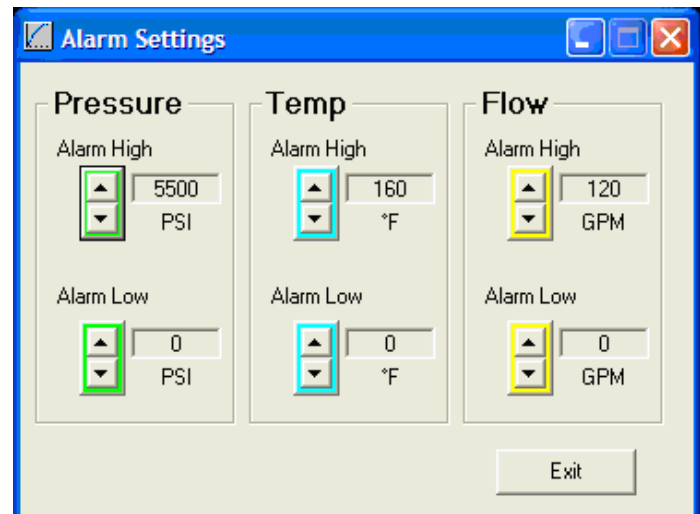 Alarm Settings
Pressure
Alarm High
5500
PSI
Alarm Low
0
PSI
Temp
Alarm High
160
°F
Alarm Low
0
°F
Flow
Alarm High
120
GPM
Alarm Low
0
GPM
Exit